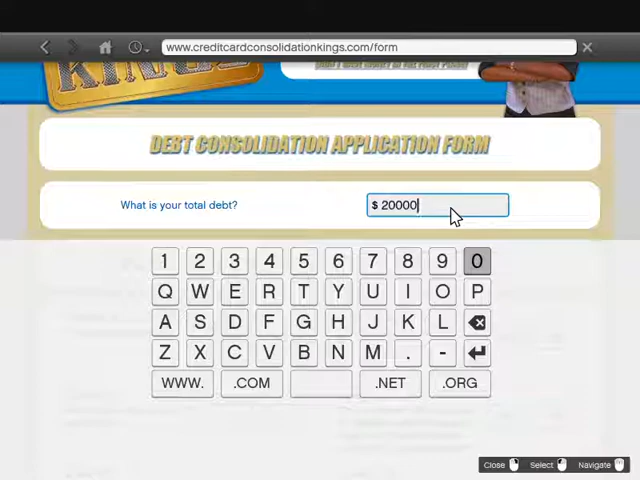 www.creditcardconsolidationkings.com/form
KINGS
DEBT CONSOLIDATION APPLICATION FORM
What is your total debt?
$ 20000
1 2 3 4 5 6 7 8 9 0
Q W E R T Y U I O P
A S D F G H J K L
Z X C V B N M . -
WWW. .COM .NET .ORG
Close Select Navigate